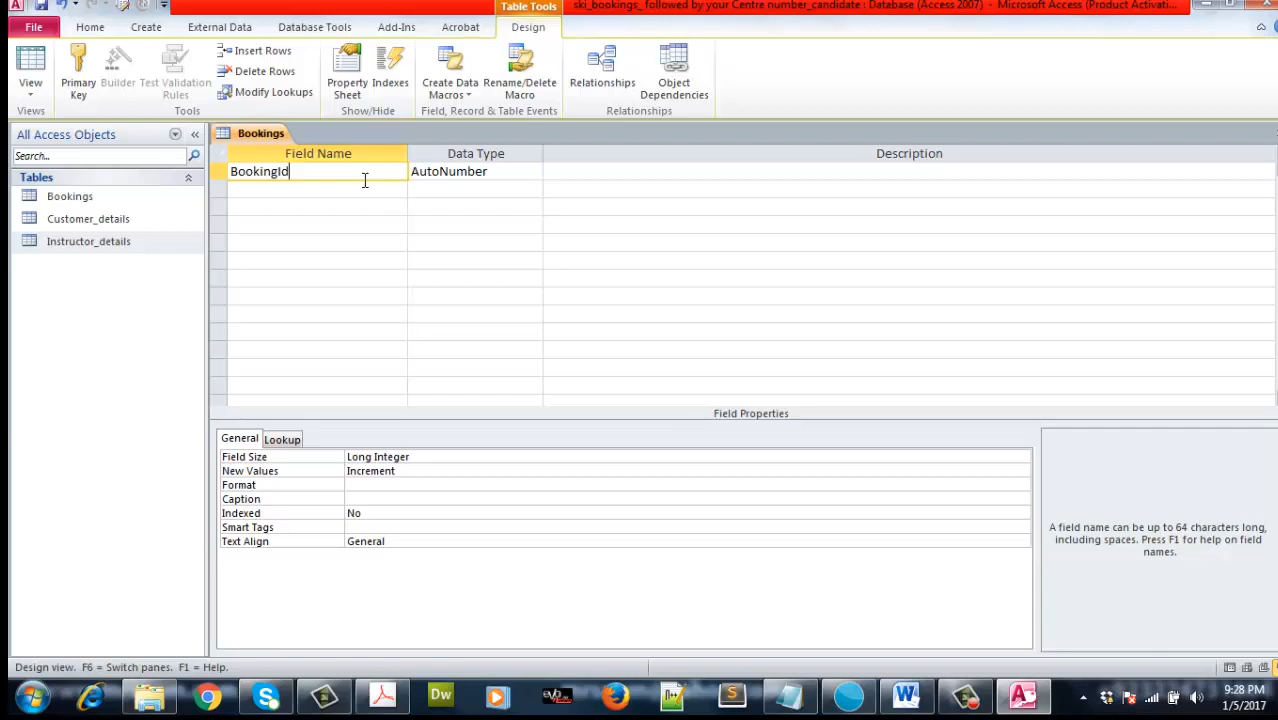 Table Tools
ski_bookings_ followed by your Centre number_candidate : Database (Access 2007) - Microsoft Access (Product Activati...
File Home Create External Data Database Tools Add-Ins Acrobat Design
View
Primary Key
Builder
Test Validation Rules
Insert Rows
Delete Rows
Modify Lookups
Property Sheet
Indexes
Create Data Macros
Rename/Delete Macro
Relationships
Object Dependencies
Views Tools Show/Hide Field, Record & Table Events Relationships
All Access Objects
Search...
Tables
Bookings
Customer_details
Instructor_details
Bookings
Field Name Data Type Description
BookingId AutoNumber
Field Properties
General Lookup
Field Size Long Integer
New Values Increment
Format
Caption
Indexed No
Smart Tags
Text Align General
A field name can be up to 64 characters long,
including spaces. Press F1 for help on field
names.
Design view. F6 = Switch panes. F1 = Help.
Dw
S
W
A
9:28 PM
1/5/2017